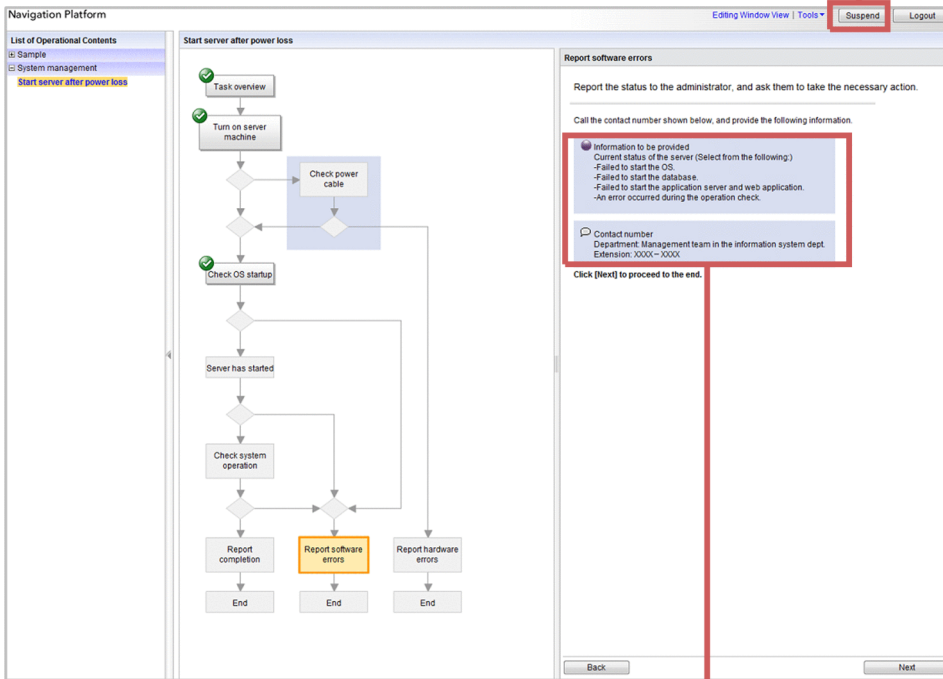 Navigation Platform
Editing Window View | Tools▾
Suspend
Logout
List of Operational Contents
Sample
System management
Start server after power loss
Start server after power loss
Task overview
Turn on server
machine
Check power
cable
Check OS startup
Server has started
Check system
operation
Report
completion
Report software
errors
Report hardware
errors
End
End
End
Report software errors
Report the status to the administrator, and ask them to take the necessary action.
Call the contact number shown below, and provide the following information.
Information to be provided
Current status of the server (Select from the following:)
-Failed to start the OS.
-Failed to start the database.
-Failed to start the application server and web application.
-An error occurred during the operation check.
Contact number
Department: Management team in the information system dept.
Extension: XXXX-XXXX
Click [Next] to proceed to the end.
Back
Next